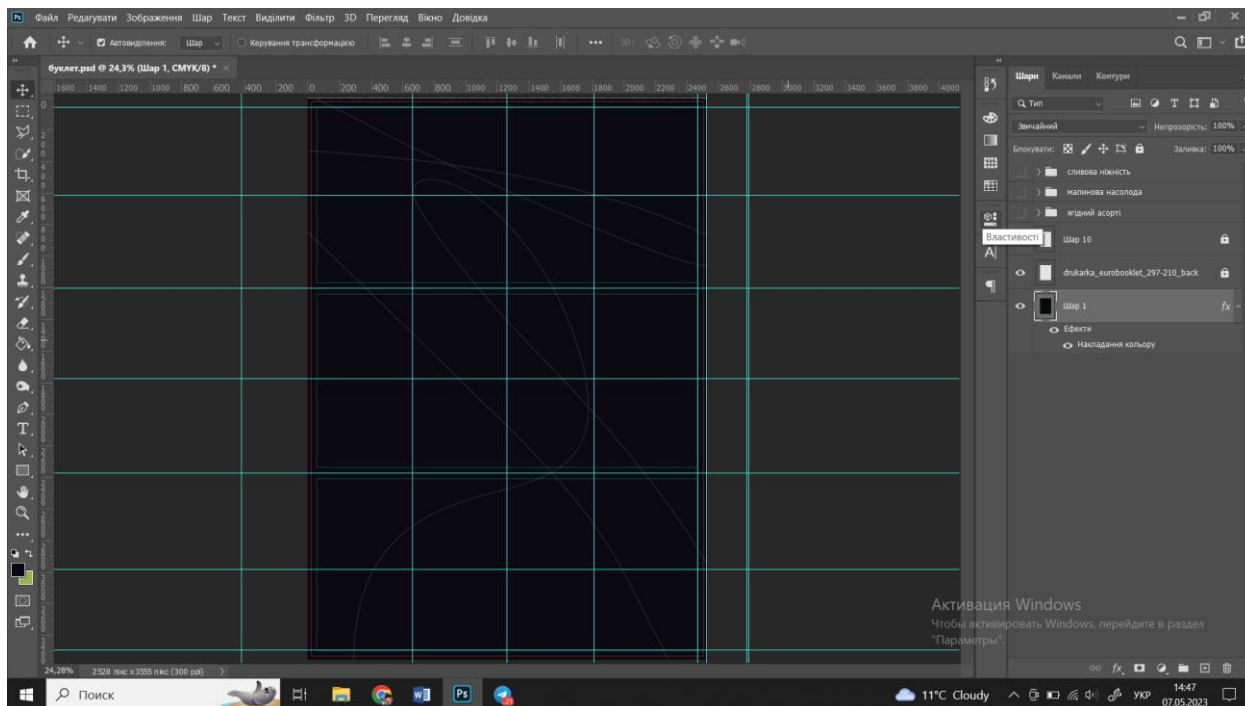 Ps Файл Редагувати Зображення Шар Текст Виділити Фільтр 3D Перегляд Вікно Довідка
Автовиділення: Шар Керування трансформацією 3D:
буклет.psd @ 24,3% (Шар 1, CMYK/8) *
1600 1400 1200 1000 800 600 400 200 0 200 400 600 800 1000 1200 1400 1600 1800 2000 2200 2400 2600 2800 3000 3200 3400 3600 3800 4000
Шари Канали Контури
Тип
Звичайний Непрозорість: 100%
Блокувати: Заливка: 100%
сливова ніжність
малинова насолода
ягідний асорті
Властивості
Шар 10
drukarka_eurobooklet_297-210_back
Шар 1 fx
Ефекти
Накладання кольору
Активация Windows
Чтобы активировать Windows, перейдите в раздел
"Параметры".
24,28% 2528 пікс x 3555 пікс (300 ppi)
fx
Поиск
Ps
11°C Cloudy
УКР
14:47
07.05.2023